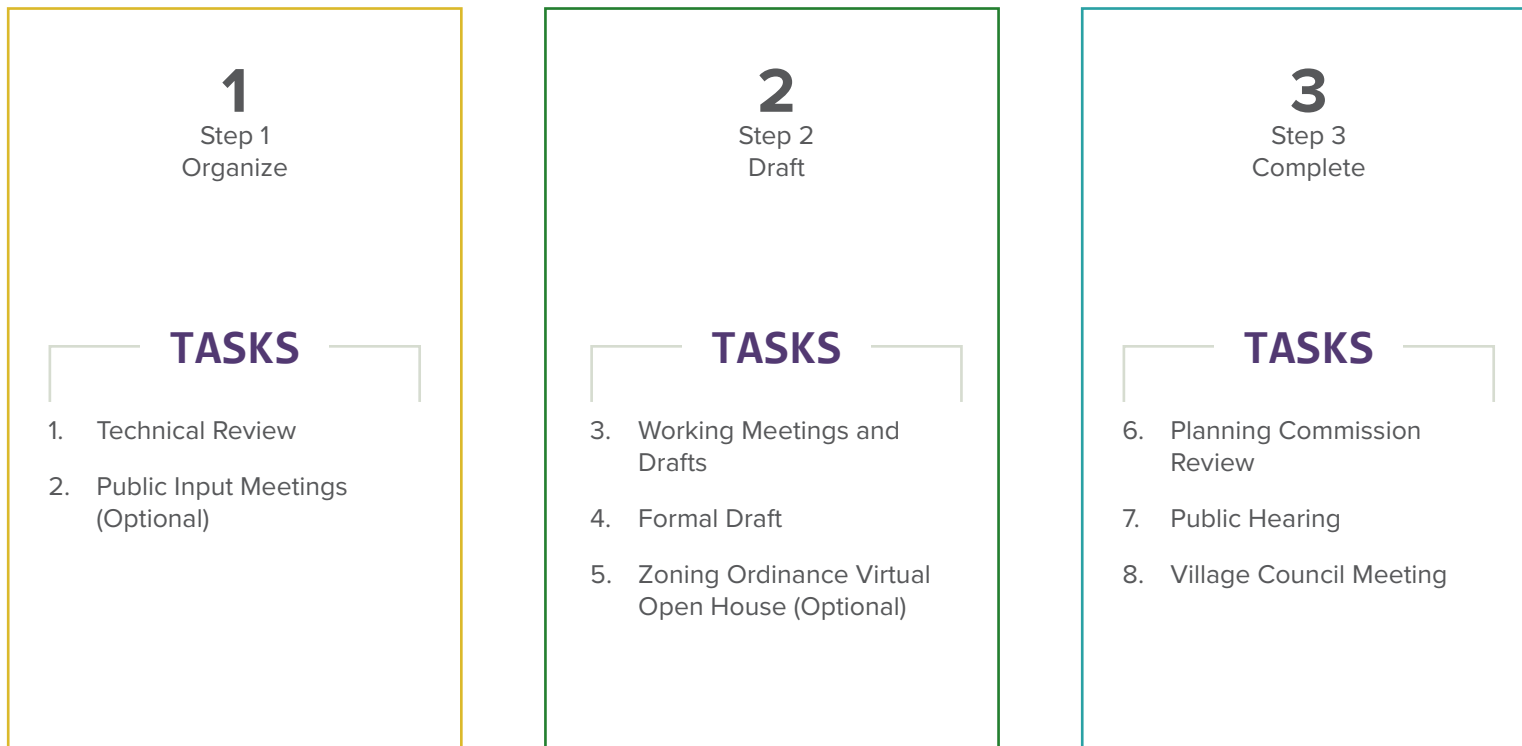 1
Step 1
Organize
TASKS
1. Technical Review
2. Public Input Meetings
(Optional)
2
Step 2
Draft
TASKS
3. Working Meetings and
Drafts
4. Formal Draft
5. Zoning Ordinance Virtual
Open House (Optional)
3
Step 3
Complete
TASKS
6. Planning Commission
Review
7. Public Hearing
8. Village Council Meeting